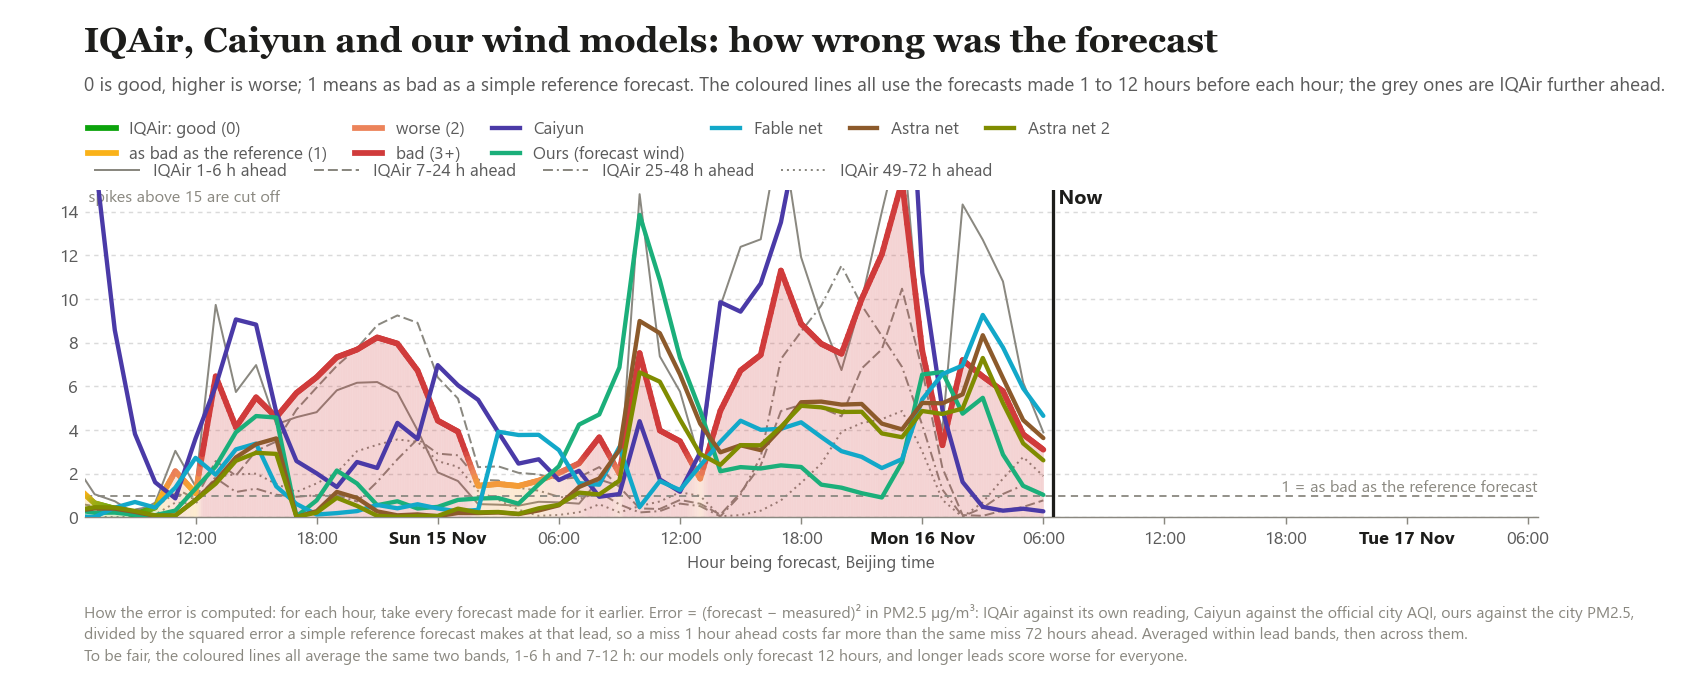 IQAir, Caiyun and our wind models: how wrong was the forecast
0 is good, higher is worse; 1 means as bad as a simple reference forecast. The coloured lines all use the forecasts made 1 to 12 hours before each hour; the grey ones are IQAir further ahead.
IQAir: good (0) worse (2) Caiyun Fable net Astra net Astra net 2
as bad as the reference (1) bad (3+) Ours (forecast wind)
IQAir 1-6 h ahead IQAir 7-24 h ahead IQAir 25-48 h ahead IQAir 49-72 h ahead
spikes above 15 are cut off
Now
14
12
10
8
6
4
2
0
1 = as bad as the reference forecast
12:00 18:00 Sun 15 Nov 06:00 12:00 18:00 Mon 16 Nov 06:00 12:00 18:00 Tue 17 Nov 06:00
Hour being forecast, Beijing time
How the error is computed: for each hour, take every forecast made for it earlier. Error = (forecast − measured)² in PM2.5 µg/m³: IQAir against its own reading, Caiyun against the official city AQI, ours against the city PM2.5,
divided by the squared error a simple reference forecast makes at that lead, so a miss 1 hour ahead costs far more than the same miss 72 hours ahead. Averaged within lead bands, then across them.
To be fair, the coloured lines all average the same two bands, 1-6 h and 7-12 h: our models only forecast 12 hours, and longer leads score worse for everyone.